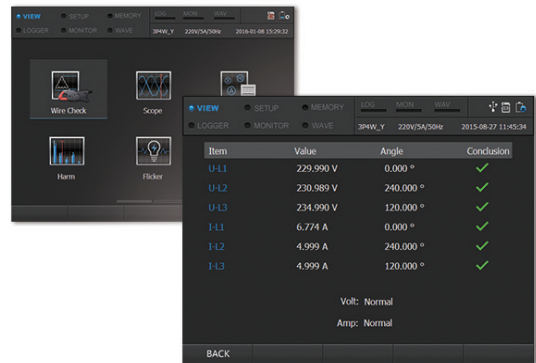 VIEW SETUP MEMORY LOG MON WAV
LOGGER MONITOR WAVE 3P4W_Y 220V/5A/50Hz 2016-01-08 15:29:32
Wire Check Scope
Harm Flicker
VIEW SETUP MEMORY LOG MON WAV
LOGGER MONITOR WAVE 3P4W_Y 220V/5A/50Hz 2015-08-27 11:45:34
Item Value Angle Conclusion
U-L1 229.990 V 0.000 °
U-L2 230.989 V 240.000 °
U-L3 234.990 V 120.000 °
I-L1 6.774 A 0.000 °
I-L2 4.999 A 240.000 °
I-L3 4.999 A 120.000 °
Volt: Normal
Amp: Normal
BACK